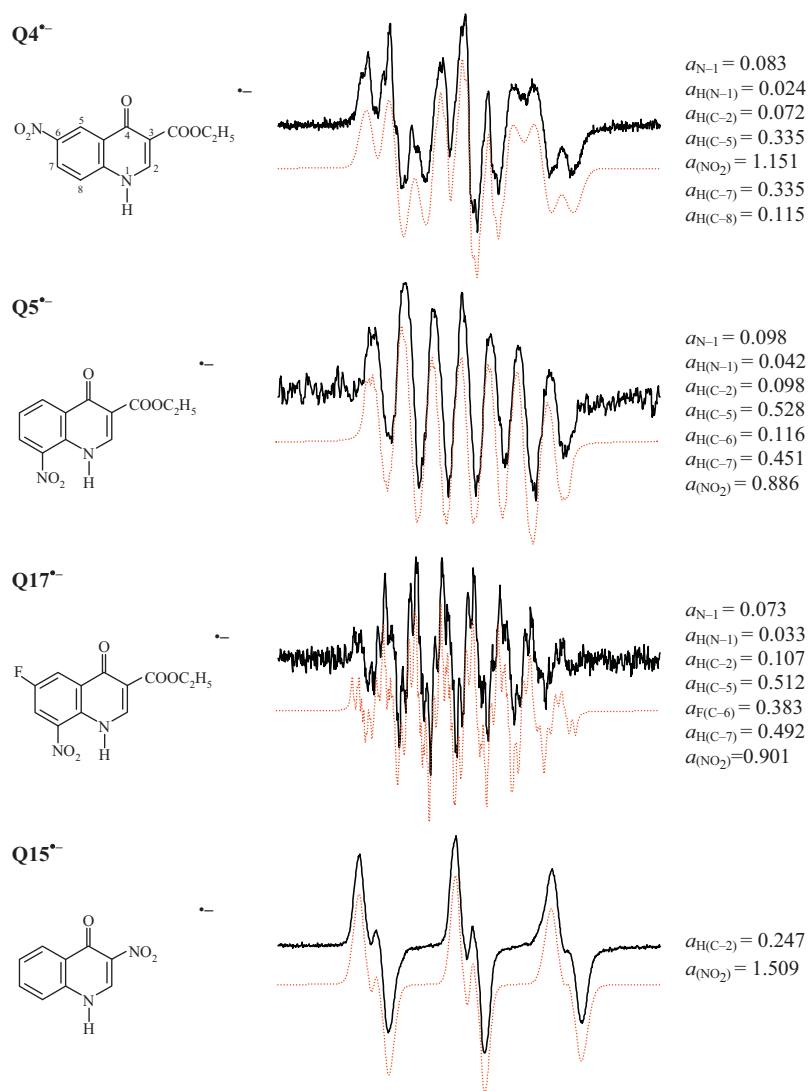 Q4•−
•−
O
5
O₂N
6
4
3
COOC₂H₅
7
8
N
1
2
H
aN–1 = 0.083
aH(N–1) = 0.024
aH(C–2) = 0.072
aH(C–5) = 0.335
a(NO₂) = 1.151
aH(C–7) = 0.335
aH(C–8) = 0.115
Q5•−
•−
O
COOC₂H₅
N
NO₂
H
aN–1 = 0.098
aH(N–1) = 0.042
aH(C–2) = 0.098
aH(C–5) = 0.528
aH(C–6) = 0.116
aH(C–7) = 0.451
a(NO₂) = 0.886
Q17•−
•−
O
F
COOC₂H₅
N
NO₂
H
aN–1 = 0.073
aH(N–1) = 0.033
aH(C–2) = 0.107
aH(C–5) = 0.512
aF(C–6) = 0.383
aH(C–7) = 0.492
a(NO₂)=0.901
Q15•−
•−
O
NO₂
N
H
aH(C–2) = 0.247
a(NO₂) = 1.509